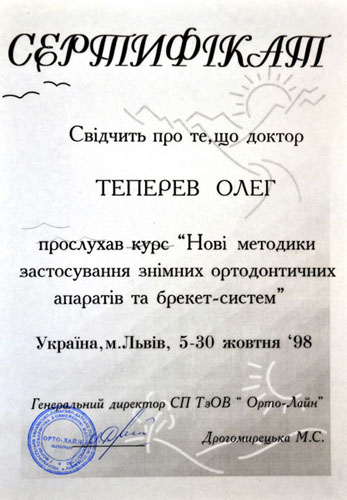 СЕРТИФІКАТ
Свідчить про те,що доктор
ТЕПЕРЕВ ОЛЕГ
прослухав курс “Нові методики
застосування знімних ортодонтичних
апаратів та брекет-систем”
Україна,м.Львів, 5-30 жовтня ‘98
Генеральний директор СП ТзОВ “ Орто-Лайн”
ОРТО-ЛАЙН
Дрогомирецька М.С.